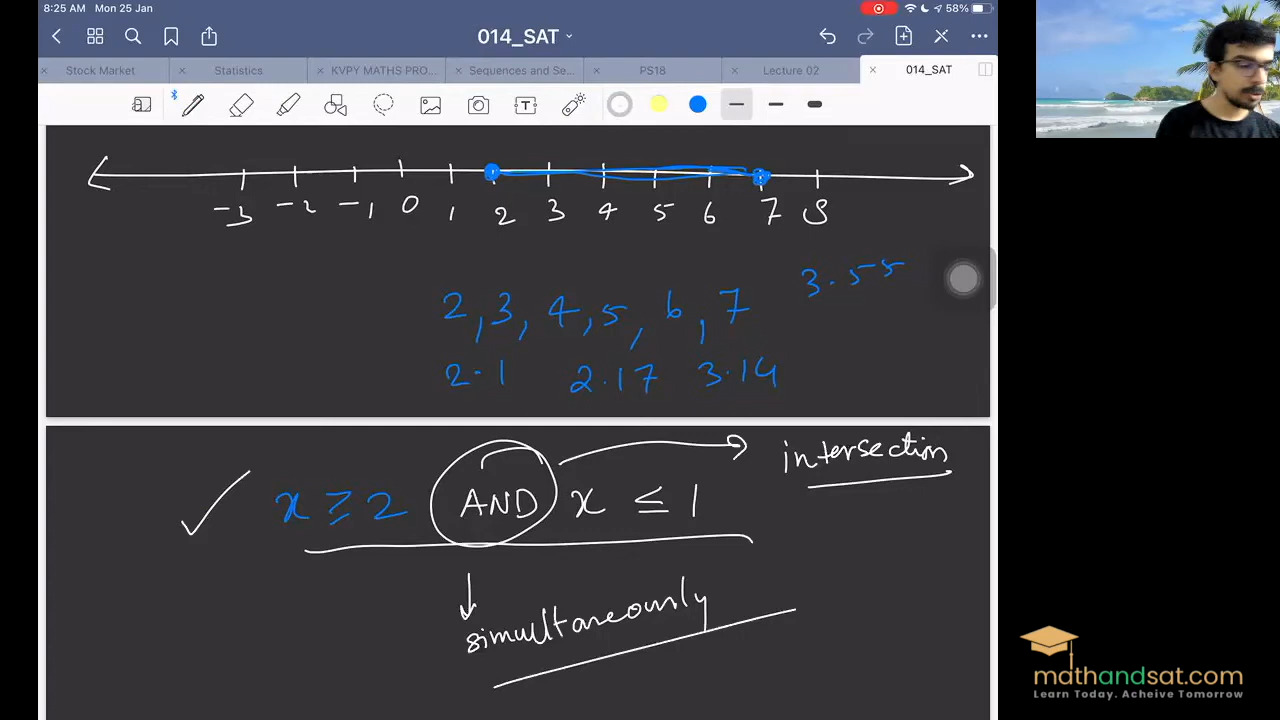 8:25 AM Mon 25 Jan
58%
014_SAT
Stock Market
Statistics
KVPY MATHS PRO...
Sequences and Se...
PS18
Lecture 02
014_SAT
-3 -2 -1 0 1 2 3 4 5 6 7 8
3.55
2, 3, 4, 5, 6, 7
2.1 2.17 3.14
intersection
x ≥ 2 AND x ≤ 1
simultaneously
mathandsat.com
Learn Today. Acheive Tomorrow